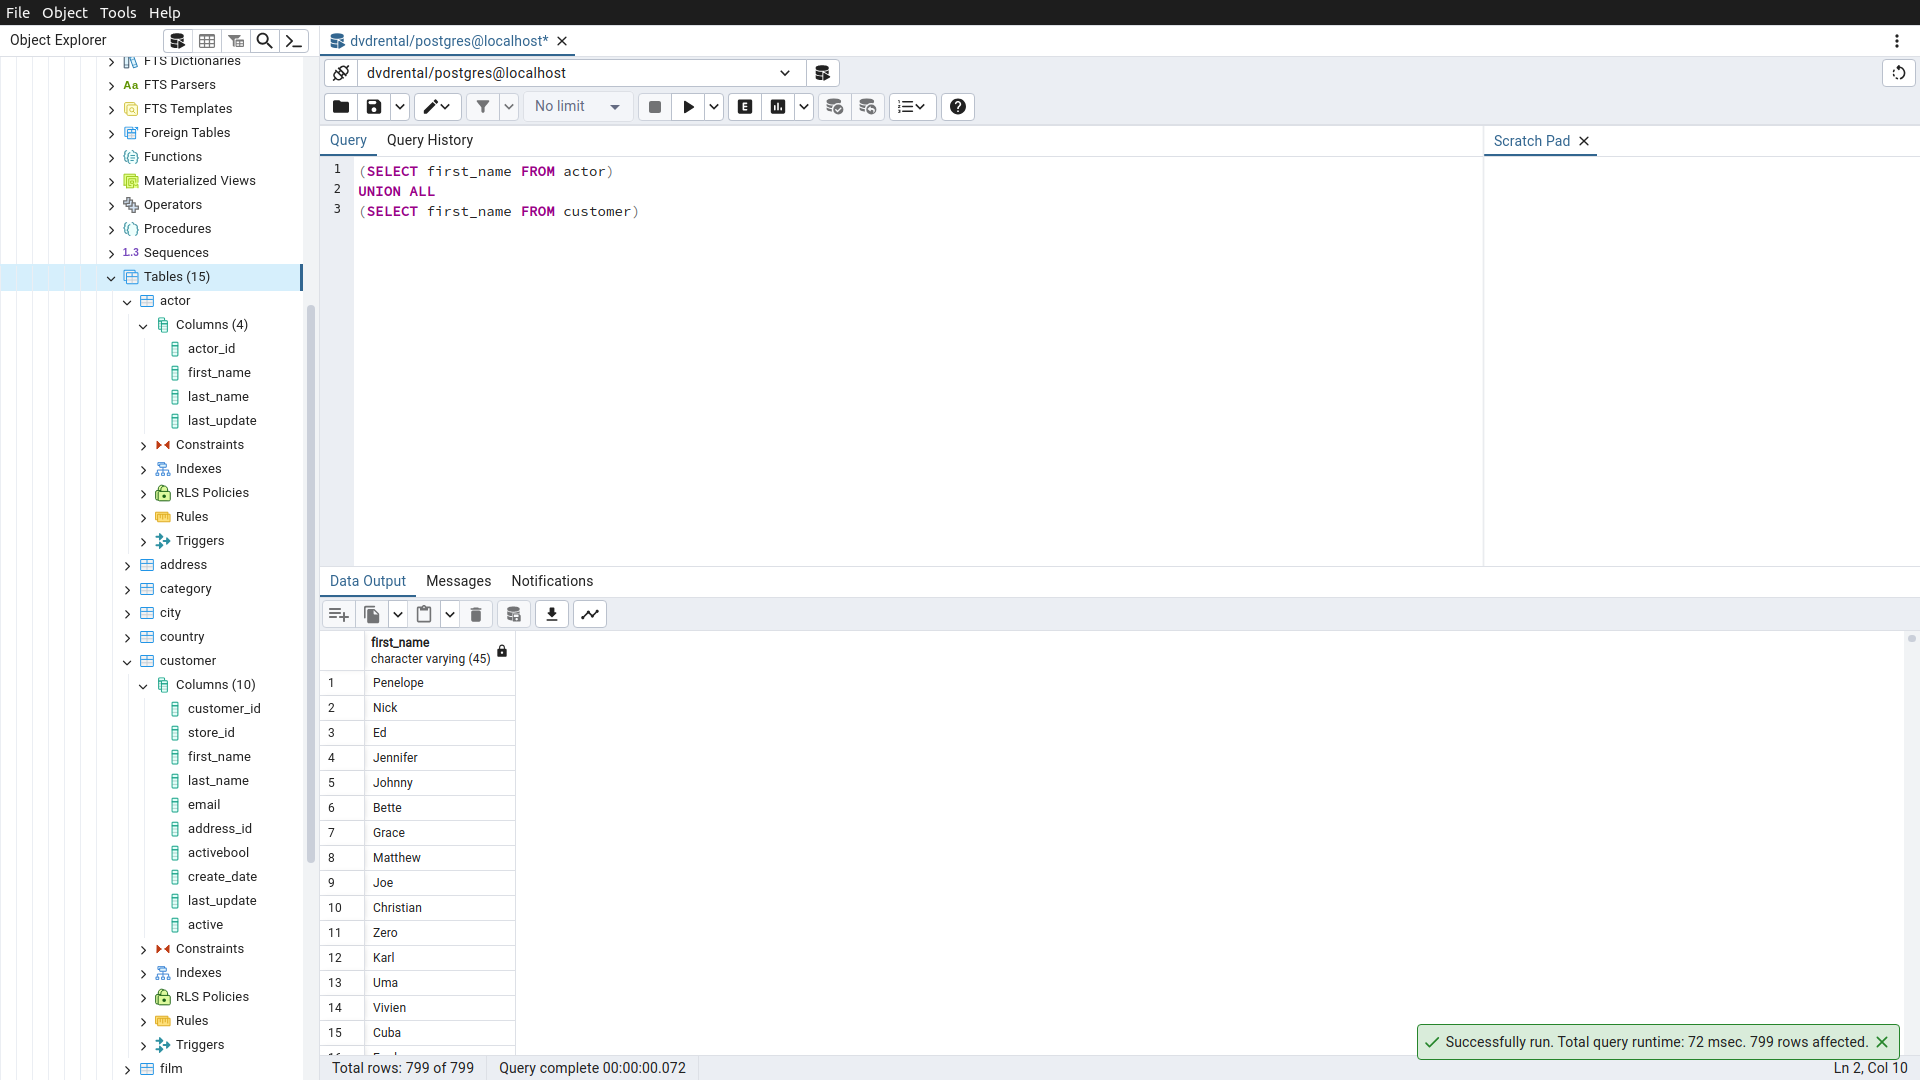 File Object Tools Help
Object Explorer
dvdrental/postgres@localhost*
dvdrental/postgres@localhost
No limit
E
Query Query History
Scratch Pad
1 (SELECT first_name FROM actor)
2 UNION ALL
3 (SELECT first_name FROM customer)
FTS Dictionaries
Aa FTS Parsers
FTS Templates
Foreign Tables
Functions
Materialized Views
Operators
Procedures
1..3 Sequences
Tables (15)
actor
Columns (4)
actor_id
first_name
last_name
last_update
Constraints
Indexes
RLS Policies
Rules
Triggers
address
category
city
country
customer
Columns (10)
customer_id
store_id
first_name
last_name
email
address_id
activebool
create_date
last_update
active
Constraints
Indexes
RLS Policies
Rules
Triggers
film
Data Output Messages Notifications
first_name
character varying (45)
1 Penelope
2 Nick
3 Ed
4 Jennifer
5 Johnny
6 Bette
7 Grace
8 Matthew
9 Joe
10 Christian
11 Zero
12 Karl
13 Uma
14 Vivien
15 Cuba
Successfully run. Total query runtime: 72 msec. 799 rows affected.
Total rows: 799 of 799 Query complete 00:00:00.072 Ln 2, Col 10